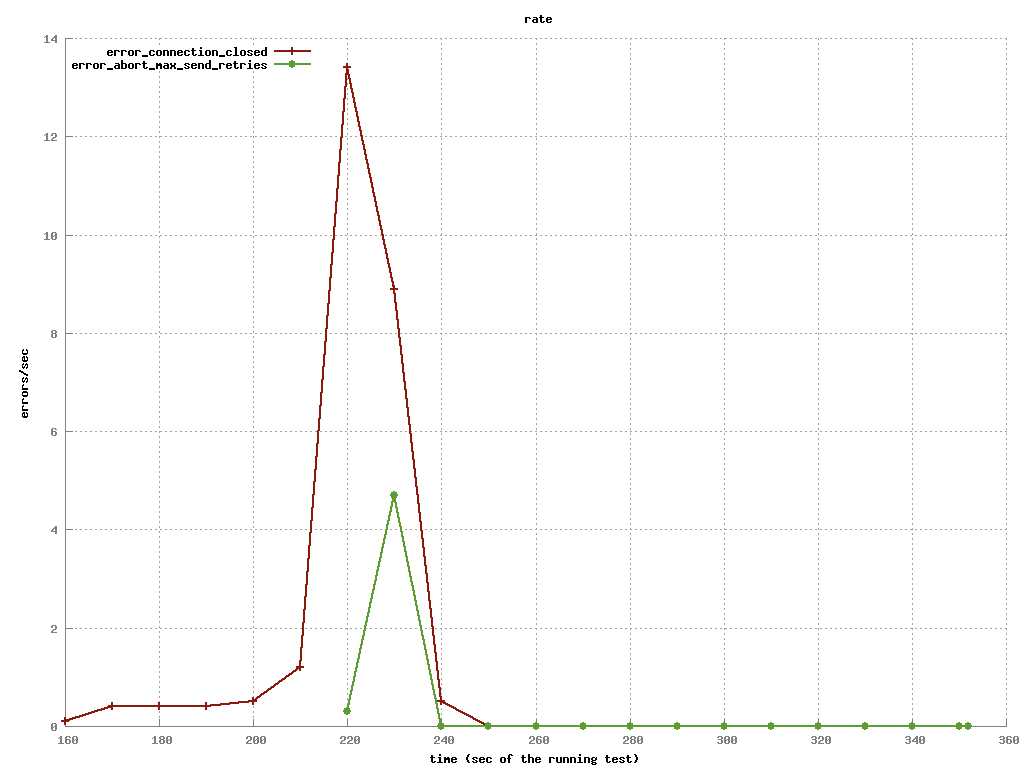 rate
14
error_connection_closed
error_abort_max_send_retries
12
10
8
errors/sec
6
4
2
0
160 180 200 220 240 260 280 300 320 340 360
time (sec of the running test)